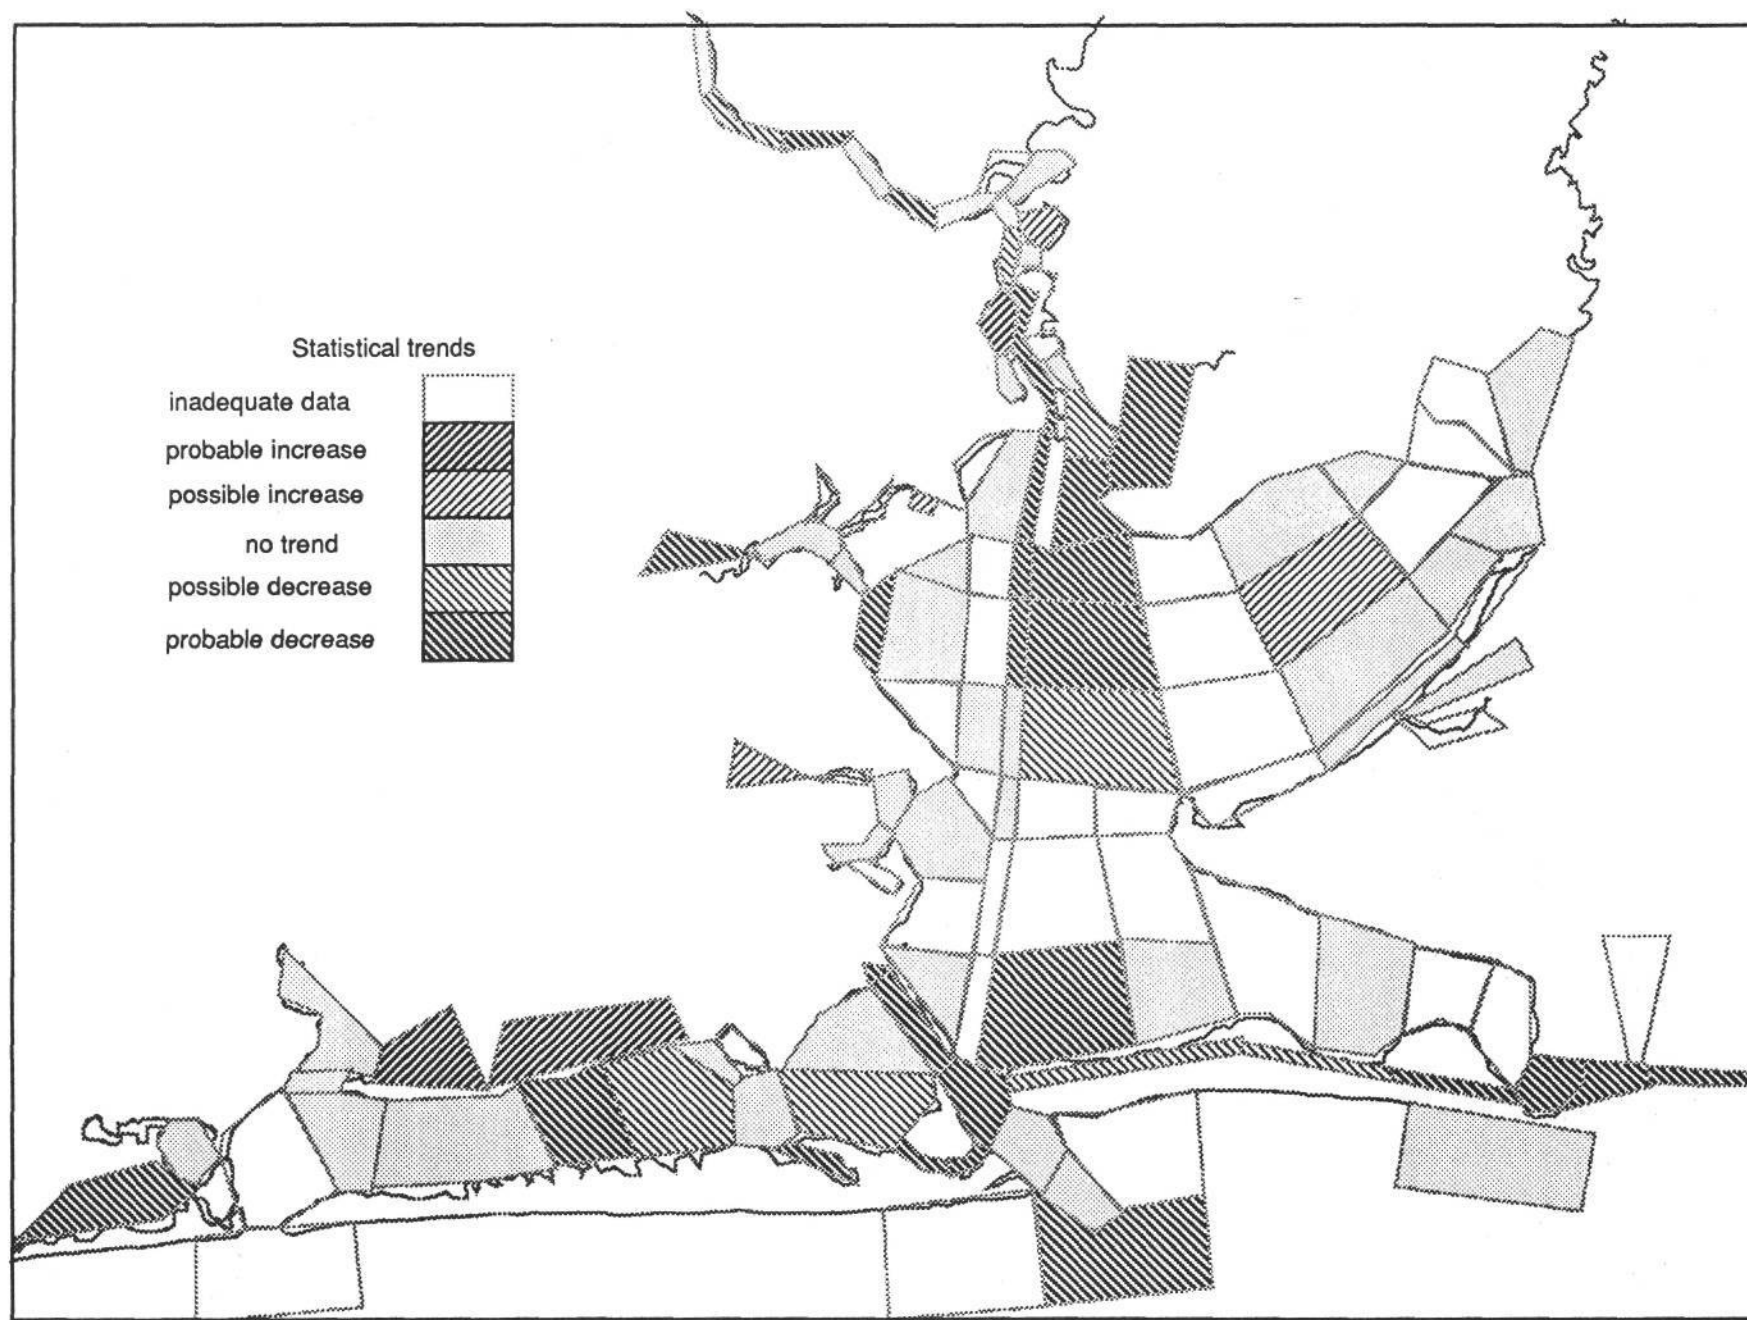 Statistical trends
inadequate data
probable increase
possible increase
no trend
possible decrease
probable decrease